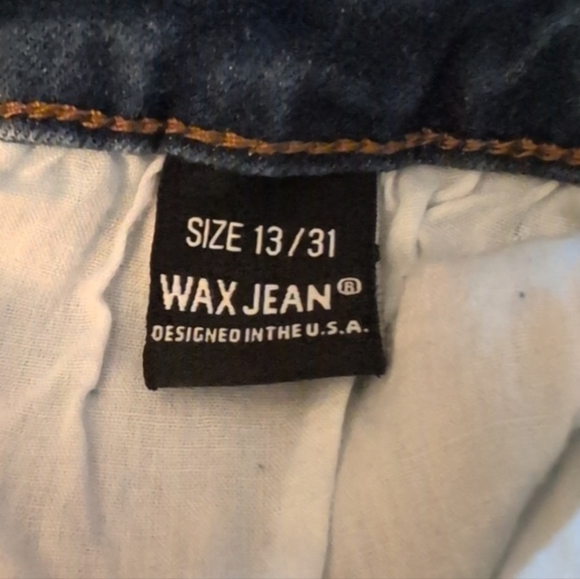 SIZE 13/31
WAX JEAN®
DESIGNED IN THE U.S.A.